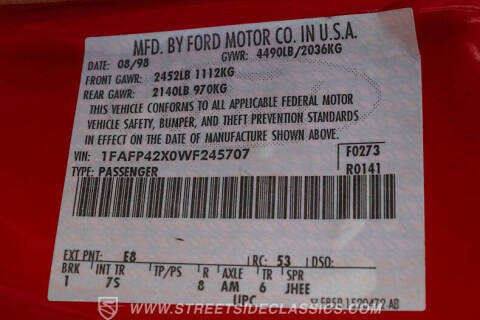 MFD. BY FORD MOTOR CO. IN U.S.A.
DATE: 08/98 GVWR: 4490LB/2036KG
FRONT GAWR: 2452LB 1112KG
REAR GAWR: 2140LB 970KG
THIS VEHICLE CONFORMS TO ALL APPLICABLE FEDERAL MOTOR
VEHICLE SAFETY, BUMPER, AND THEFT PREVENTION STANDARDS
IN EFFECT ON THE DATE OF MANUFACTURE SHOWN ABOVE.
VIN: 1FAFP42X0WF245707 F0273
TYPE: PASSENGER R0141
EXT PNT: E8 RC: 53 DSO:
BRK INT TR TP/PS R AXLE TR SPR
1 7S 8 AM 6 JHEE
UPC
WWW.STREETSIDECLASSICS.COM